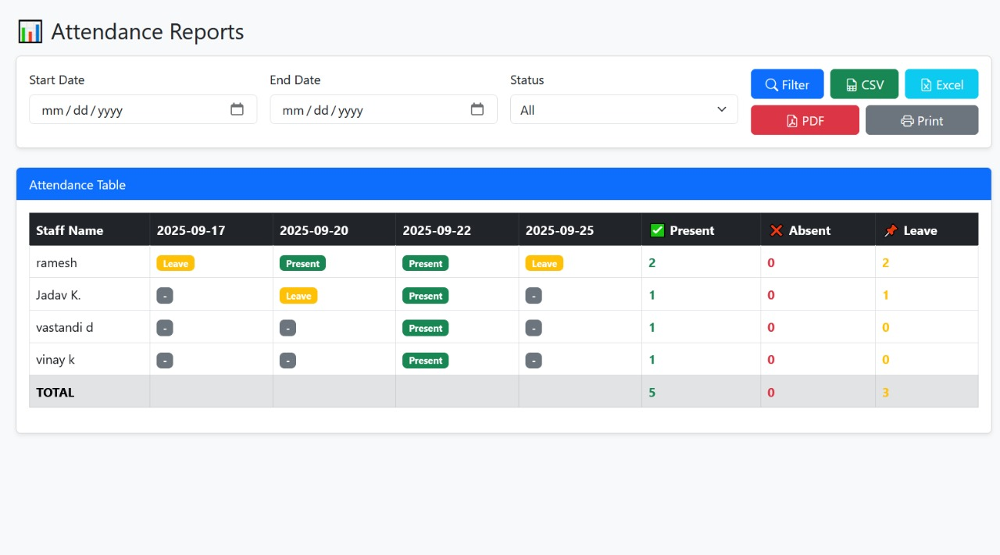 Attendance Reports
Start Date End Date Status
mm/dd/yyyy mm/dd/yyyy All
Filter CSV Excel
PDF Print
Attendance Table
Staff Name 2025-09-17 2025-09-20 2025-09-22 2025-09-25 Present Absent Leave
ramesh Leave Present Present Leave 2 0 2
Jadav K. - Leave Present - 1 0 1
vastandi d - - Present - 1 0 0
vinay k - - Present - 1 0 0
TOTAL 5 0 3